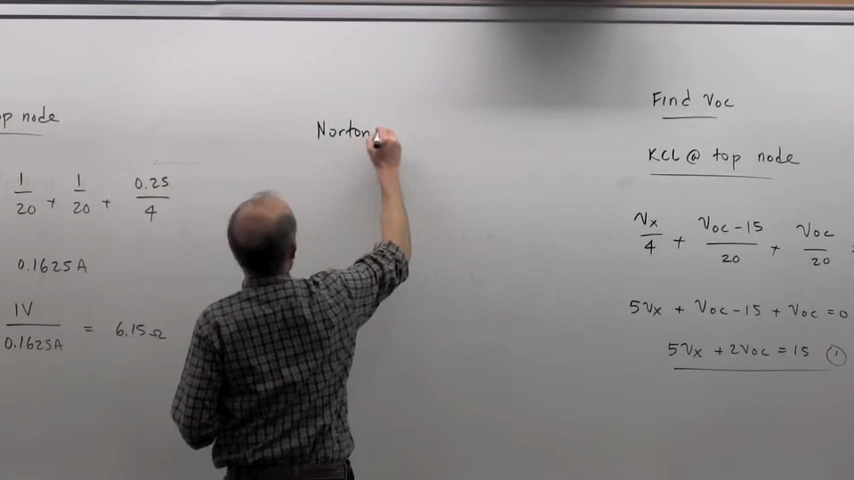 op node
1/20 + 1/20 + 0.25/4
0.1625A
1V/0.1625A = 6.15Ω
Norton
Find Voc
KCL @ top node
Vx/4 + Voc-15/20 + Voc/20 =
5Vx + Voc-15 + Voc = 0
5Vx + 2Voc = 15 ①